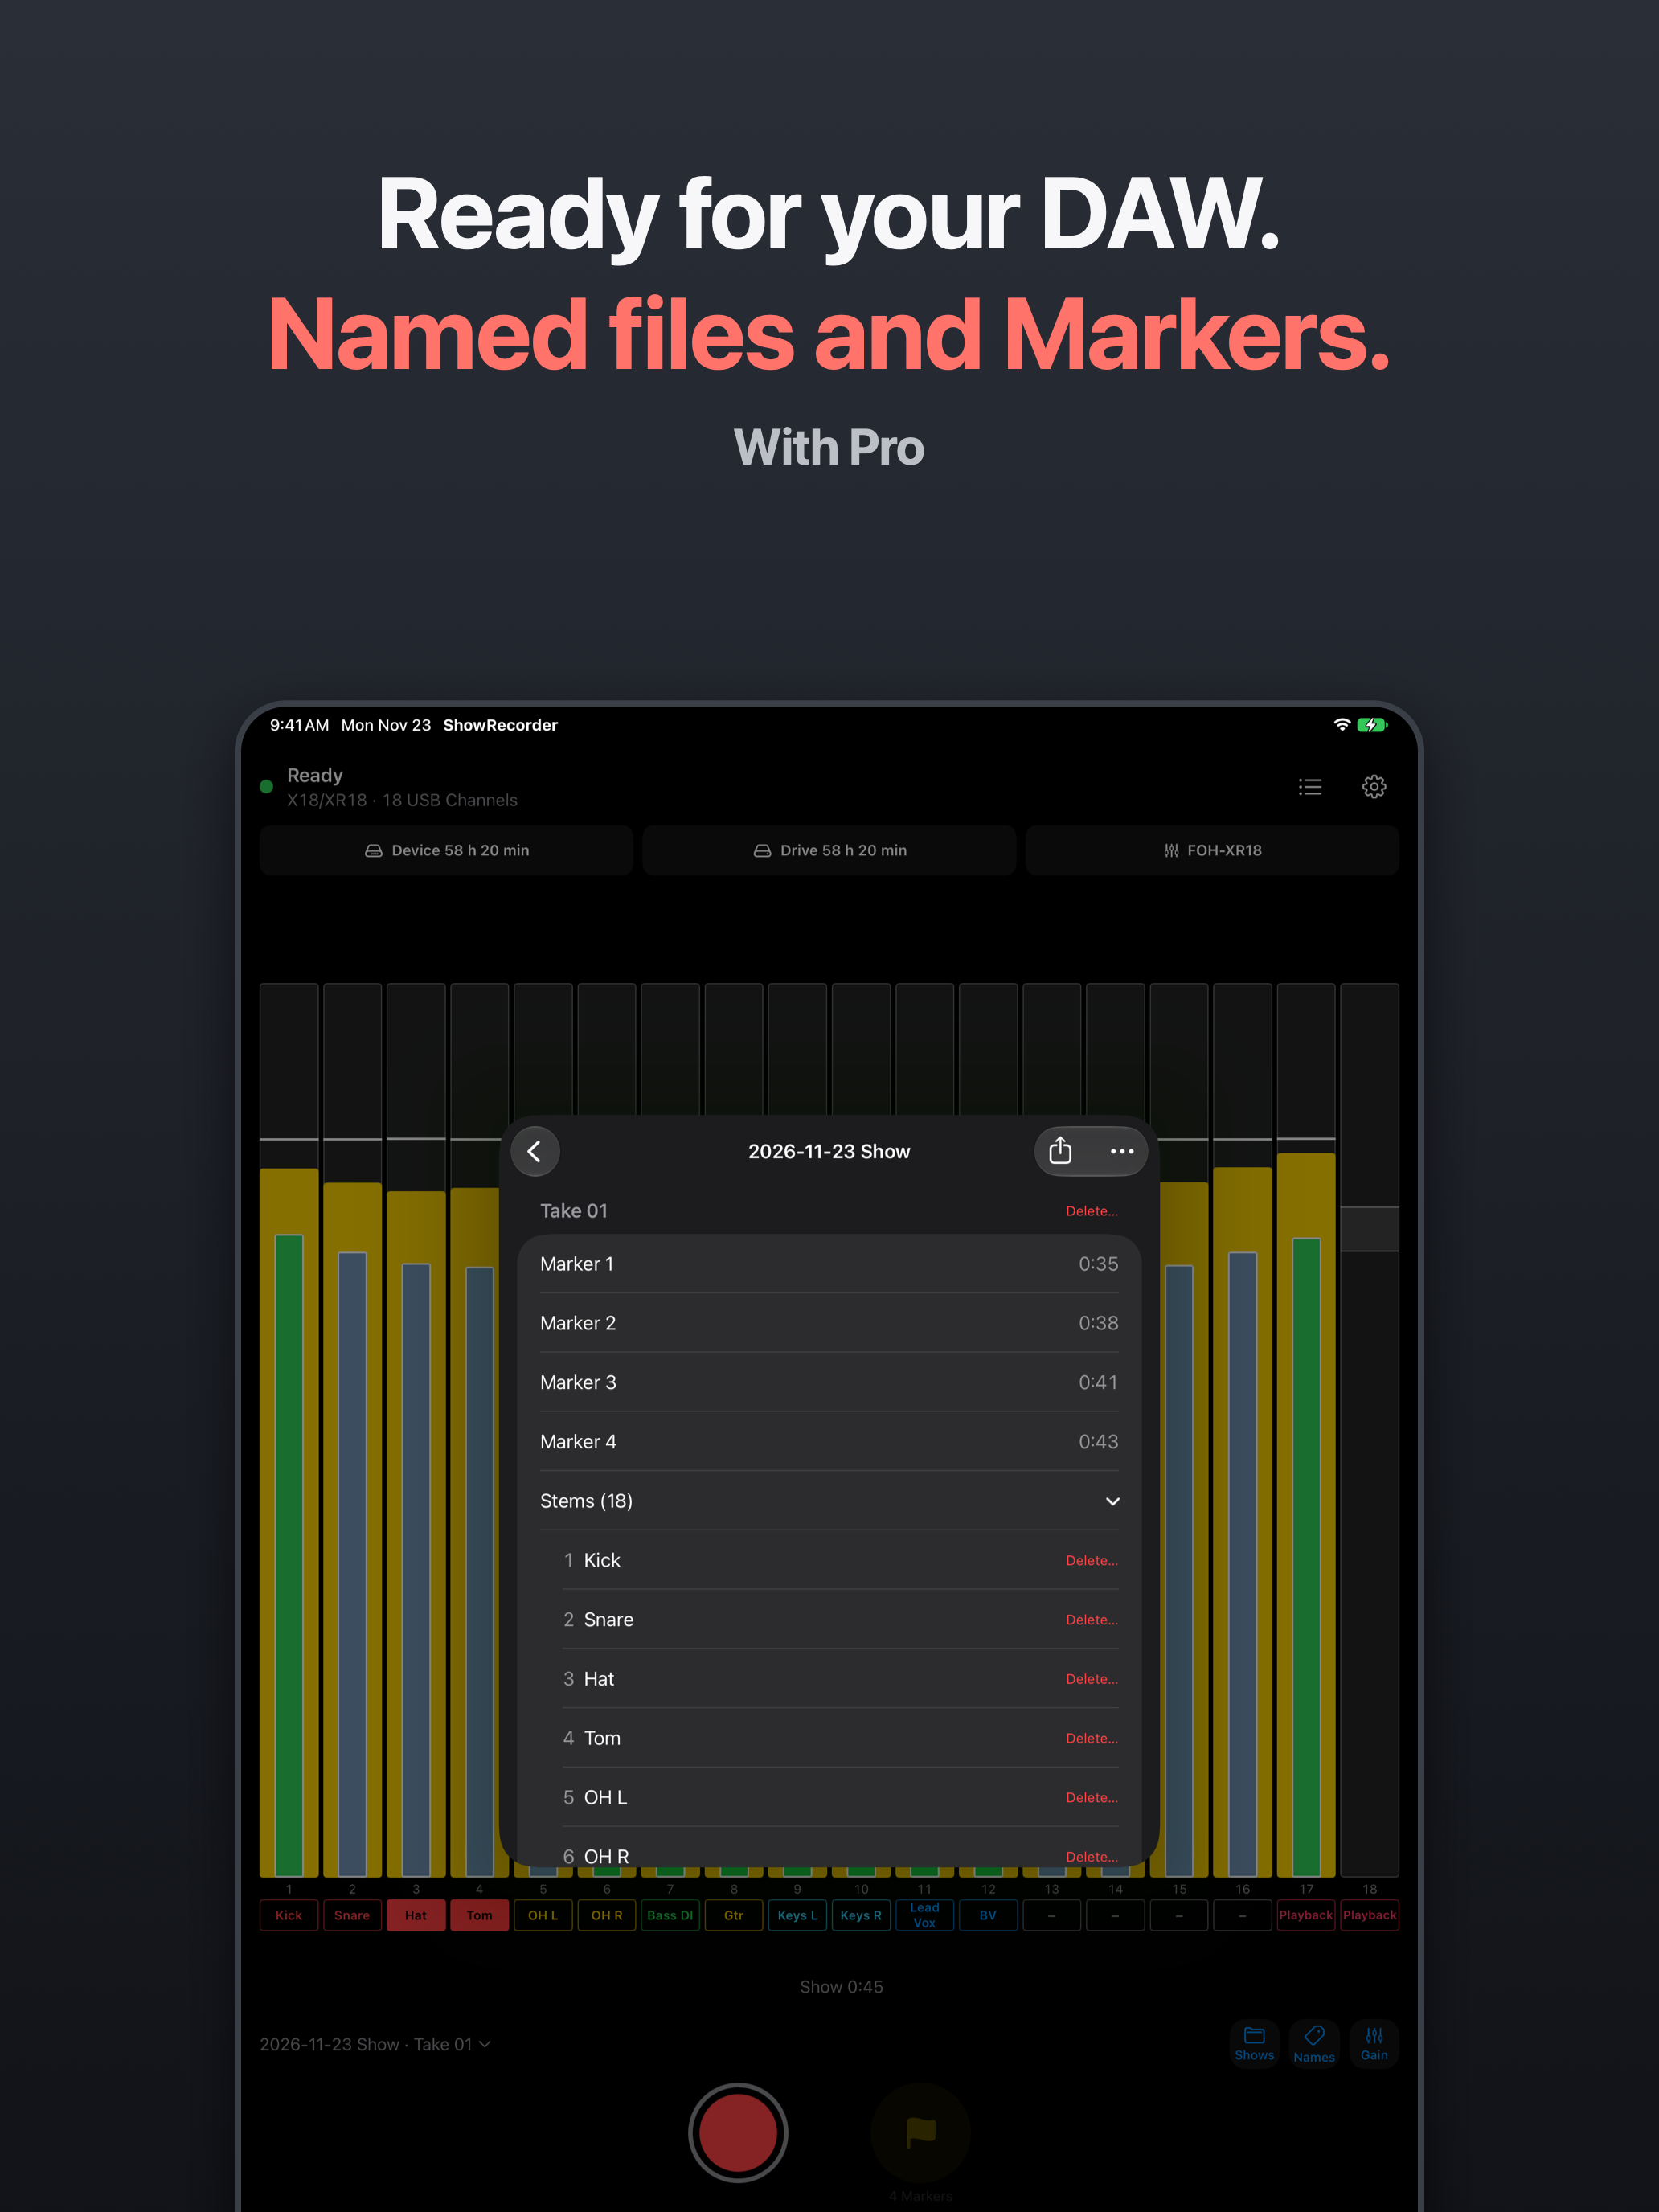 Ready for your DAW.
Named files and Markers.
With Pro
9:41 AM Mon Nov 23 ShowRecorder
Ready
X18/XR18 · 18 USB Channels
Device 58 h 20 min
Drive 58 h 20 min
FOH-XR18
2026-11-23 Show
Take 01 Delete...
Marker 1 0:35
Marker 2 0:38
Marker 3 0:41
Marker 4 0:43
Stems (18)
1 Kick Delete...
2 Snare Delete...
3 Hat Delete...
4 Tom Delete...
5 OH L Delete...
6 OH R Delete...
1 2 3 4 5 6 7 8 9 10 11 12 13 14 15 16 17 18
Kick Snare Hat Tom OH L OH R Bass DI Gtr Keys L Keys R Lead Vox BV – – – – Playback Playback
Show 0:45
2026-11-23 Show · Take 01
Shows Names Gain
4 Markers